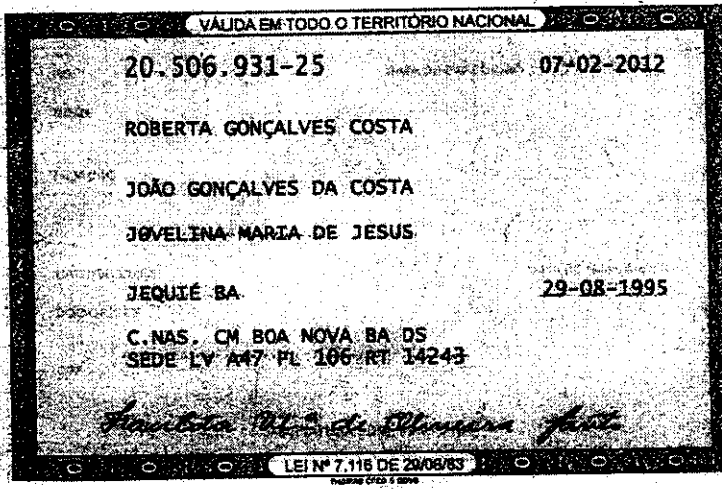 VÁLIDA EM TODO O TERRITÓRIO NACIONAL
20.506.931-25 07-02-2012
ROBERTA GONÇALVES COSTA
JOÃO GONÇALVES DA COSTA
JOVELINA MARIA DE JESUS
JEQUIÉ BA 29-08-1995
C.NAS. CM BOA NOVA BA DS
SEDE LV A47 FL 106 RT 14243
LEI Nº 7.116 DE 29/08/83